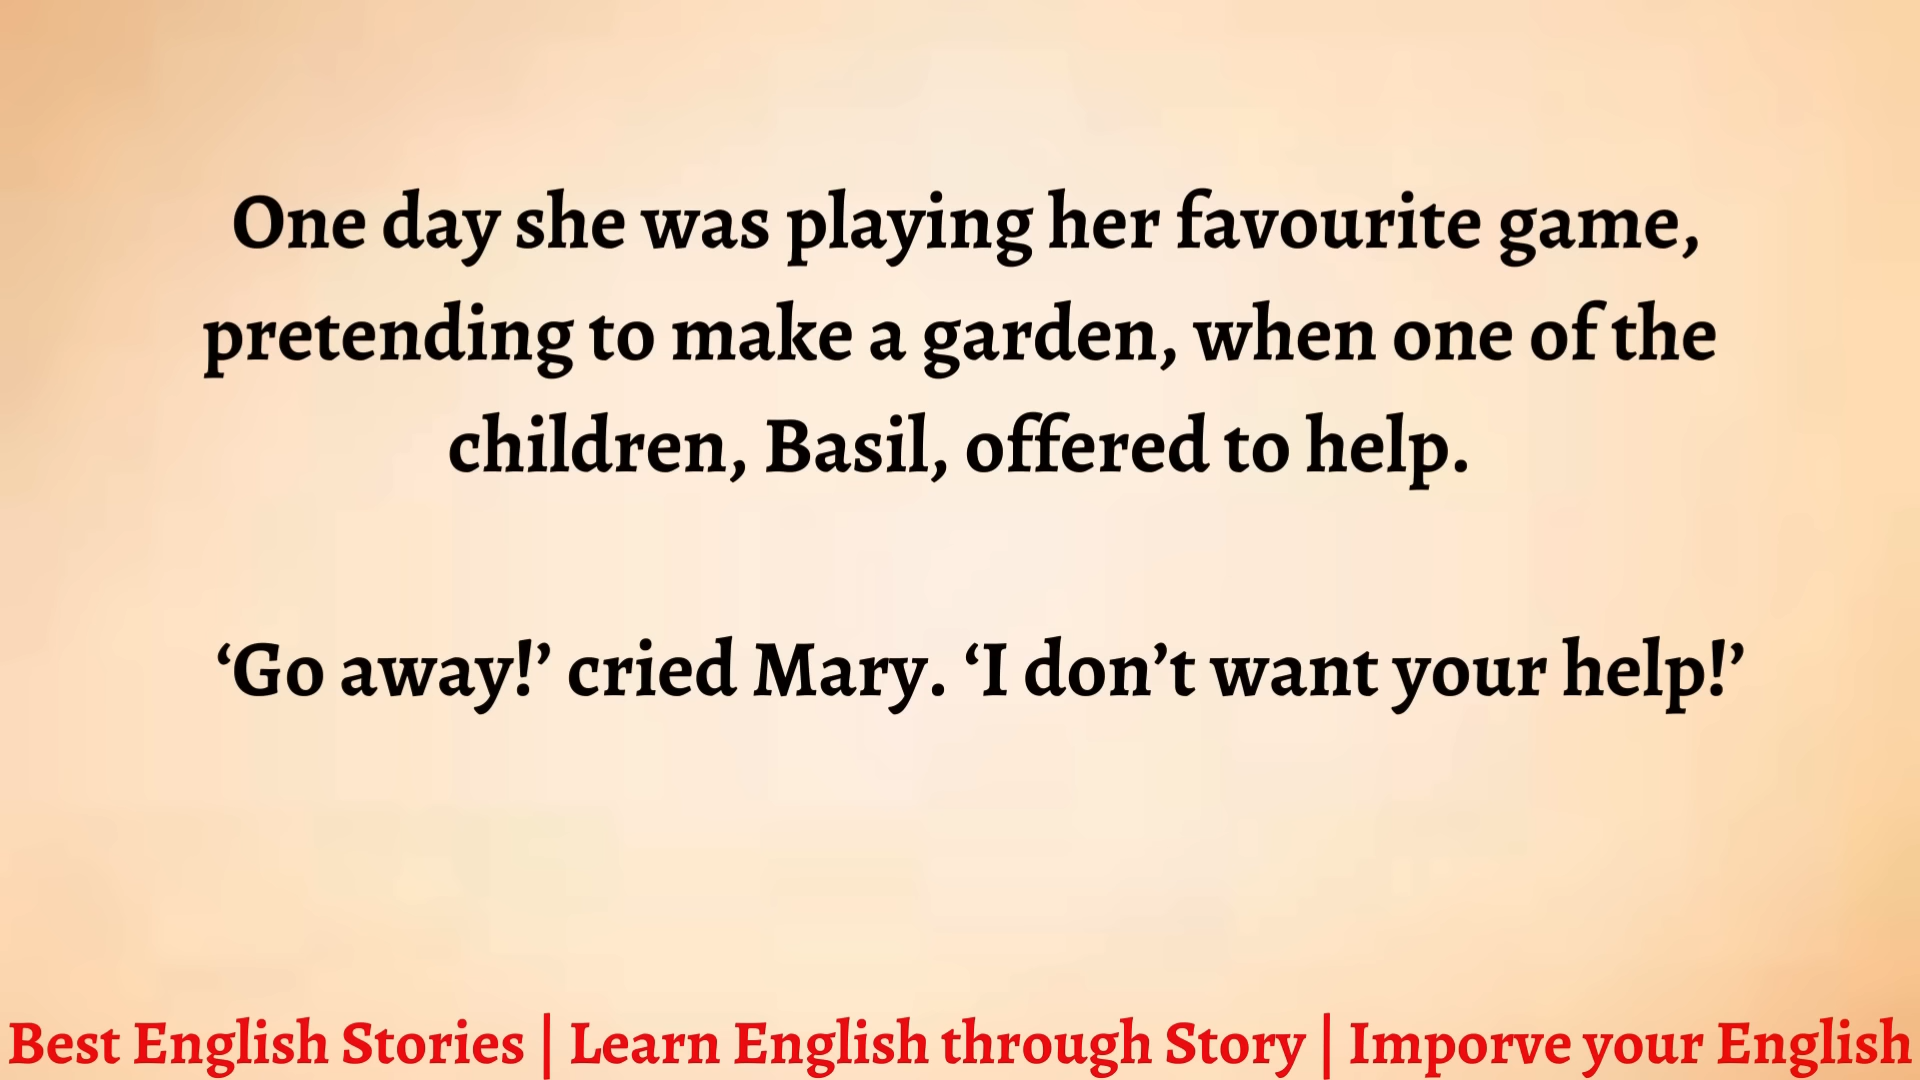 One day she was playing her favourite game,
pretending to make a garden, when one of the
children, Basil, offered to help.
‘Go away!’ cried Mary. ‘I don’t want your help!’
Best English Stories | Learn English through Story | Imporve your English